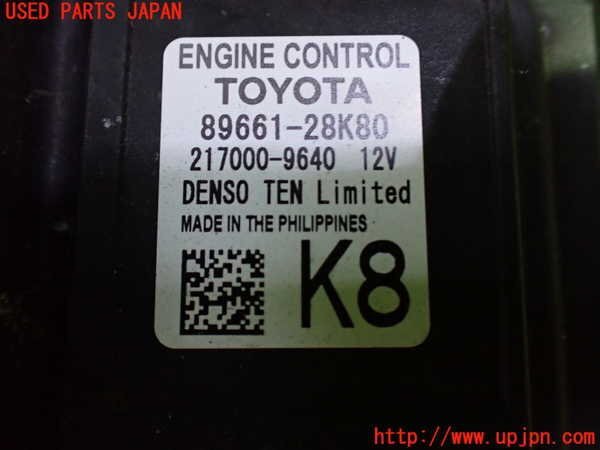 USED PARTS JAPAN
ENGINE CONTROL
TOYOTA
89661-28K80
217000-9640 12V
DENSO TEN Limited
MADE IN THE PHILIPPINES
K8
UPJ http://www.upjpn.com